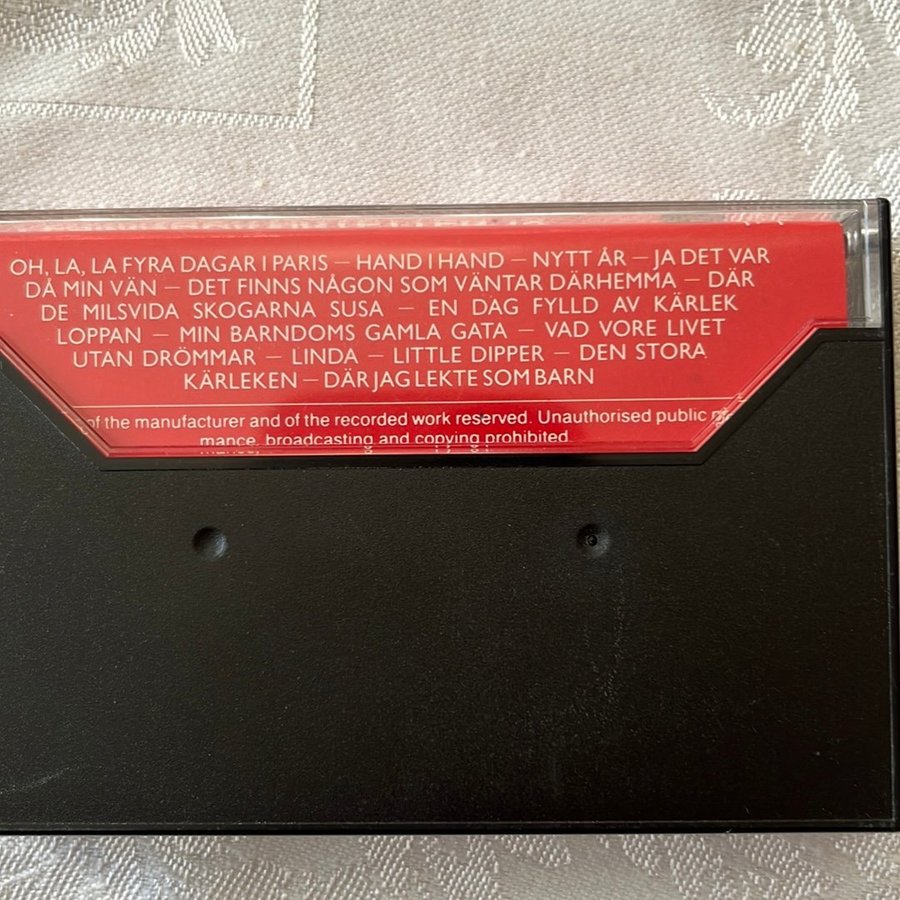 OH, LA, LA FYRA DAGAR I PARIS – HAND I HAND – NYTT ÅR – JA DET VAR
DÅ MIN VÄN – DET FINNS NÅGON SOM VÄNTAR DÄRHEMMA – DÄR
DE MILSVIDA SKOGARNA SUSA – EN DAG FYLLD AV KÄRLEK
LOPPAN – MIN BARNDOMS GAMLA GATA – VAD VORE LIVET
UTAN DRÖMMAR – LINDA – LITTLE DIPPER – DEN STORA
KÄRLEKEN – DÄR JAG LEKTE SOM BARN
of the manufacturer and of the recorded work reserved. Unauthorised public
mance, broadcasting and copying prohibited